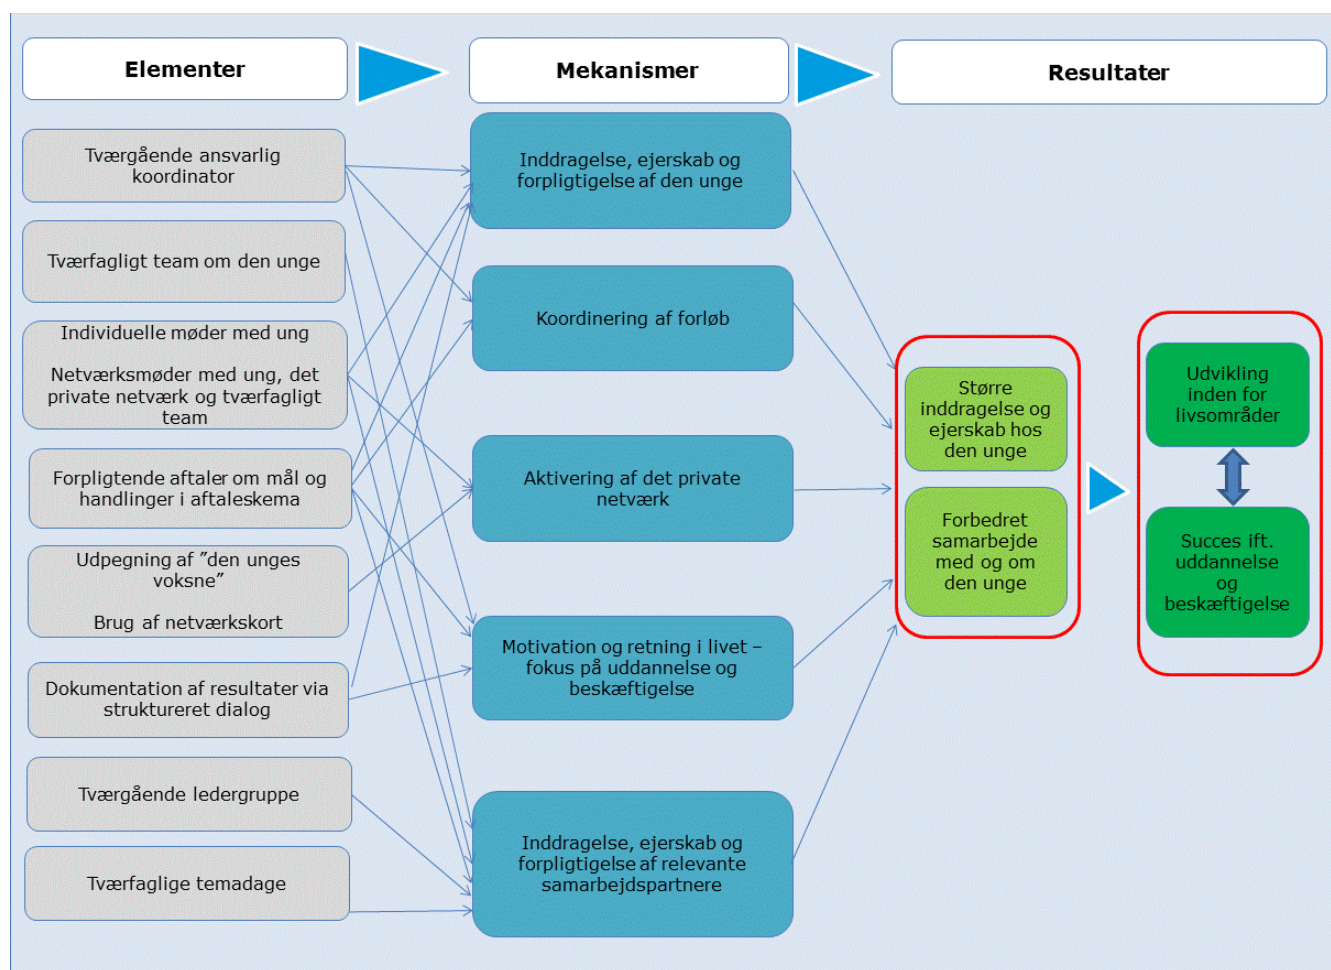 Elementer
Mekanismer
Resultater
Tværgående ansvarlig
koordinator
Tværfagligt team om den unge
Individuelle møder med ung
Netværksmøder med ung, det
private netværk og tværfagligt
team
Forpligtende aftaler om mål og
handlinger i aftaleskema
Udpegning af ”den unges
voksne”
Brug af netværkskort
Dokumentation af resultater via
struktureret dialog
Tværgående ledergruppe
Tværfaglige temadage
Inddragelse, ejerskab og
forpligtigelse af den unge
Koordinering af forløb
Aktivering af det private
netværk
Motivation og retning i livet –
fokus på uddannelse og
beskæftigelse
Inddragelse, ejerskab og
forpligtigelse af relevante
samarbejdspartnere
Større
inddragelse og
ejerskab hos
den unge
Forbedret
samarbejde
med og om
den unge
Udvikling
inden for
livsområder
Succes ift.
uddannelse
og
beskæftigelse